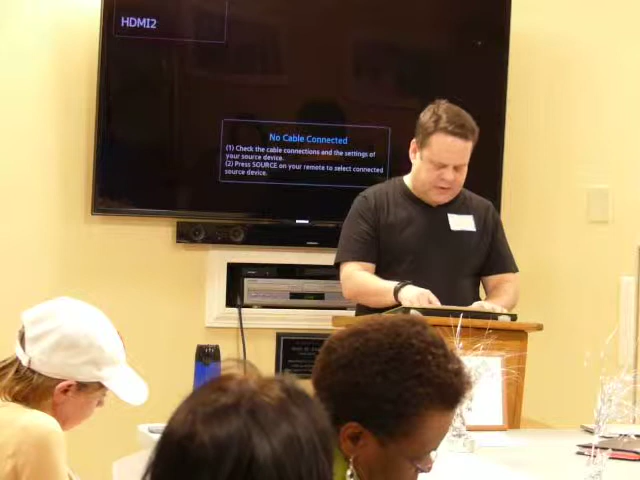 HDMI2
No Cable Connected
(1) Check the cable connections and the settings of
your source device.
(2) Press SOURCE on your remote to select connected
source device.